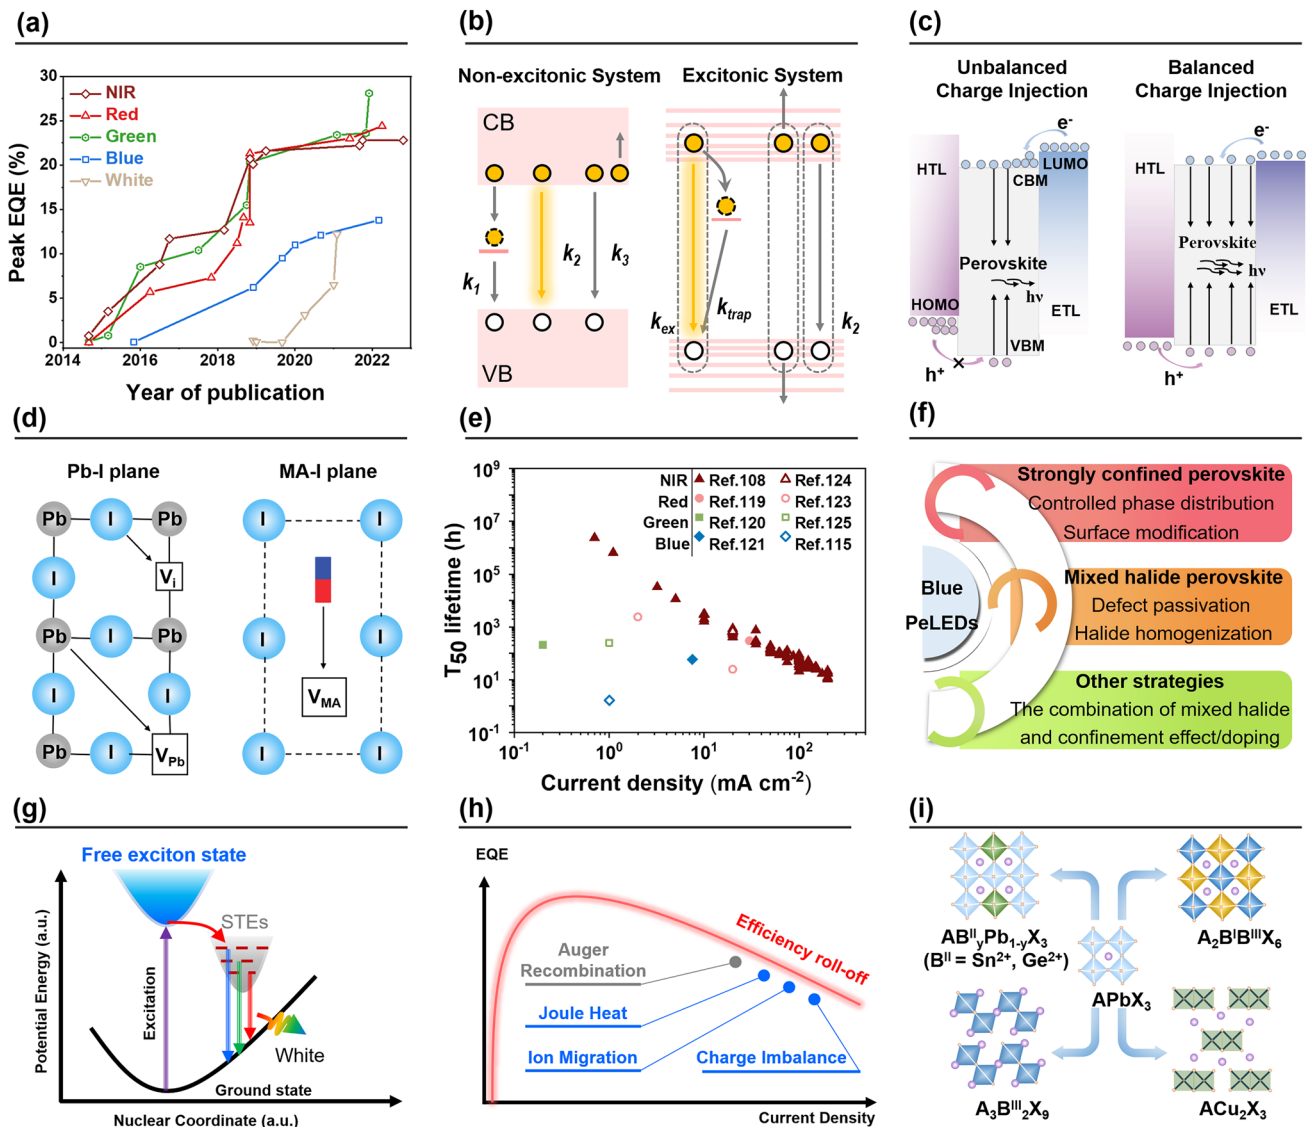 (a)
30
25
20
15
10
5
0
2014
2016
2018
2020
2022
Peak EQE (%)
Year of publication
NIR
Red
Green
Blue
White
(b)
Non-excitonic System
Excitonic System
CB
VB
k1
k2
k3
kex
ktrap
k2
(c)
Unbalanced
Charge Injection
Balanced
Charge Injection
HTL
e-
LUMO
CBM
Perovskite
hν
HOMO
ETL
VBM
h+
HTL
e-
Perovskite
hν
ETL
h+
(d)
Pb-I plane
MA-I plane
Pb
I
Pb
I
Vi
Pb
I
Pb
I
I
Pb
I
VPb
I
I
I
I
VMA
I
I
(e)
T50 lifetime (h)
10^9
10^7
10^5
10^3
10^1
10^-1
10^-1
10^0
10^1
10^2
Current density (mA cm-2)
NIR Ref.108 Ref.124
Red Ref.119 Ref.123
Green Ref.120 Ref.125
Blue Ref.121 Ref.115
(f)
Blue
PeLEDs
Strongly confined perovskite
Controlled phase distribution
Surface modification
Mixed halide perovskite
Defect passivation
Halide homogenization
Other strategies
The combination of mixed halide
and confinement effect/doping
(g)
Free exciton state
STEs
Potential Energy (a.u.)
Excitation
White
Ground state
Nuclear Coordinate (a.u.)
(h)
EQE
Efficiency roll-off
Auger
Recombination
Joule Heat
Ion Migration
Charge Imbalance
Current Density
(i)
ABIIyPb1-yX3
(BII = Sn2+, Ge2+)
A2BIBIIIX6
APbX3
A3BIII2X9
ACu2X3